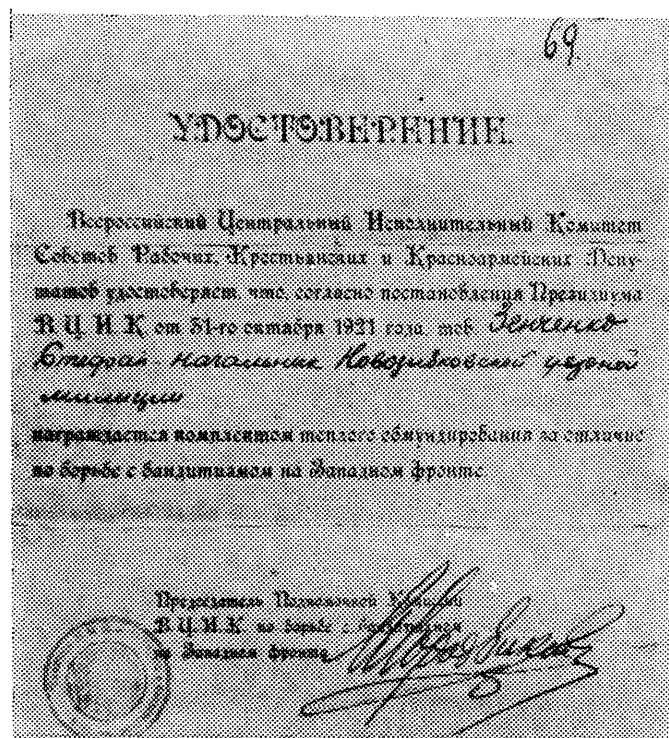 69.
УДОСТОВЕРЕНИЕ.
Всероссийский Центральный Исполнительный Комитет
Советов Рабочих, Крестьянских и Красноармейских Депу-
татов удостоверяет, что, согласно постановления Президиума
В. Ц. И. К. от 31-го октября 1921 года, тов. Зенченко
начальник Новозыбковской уездной
милиции
награждается комплектом теплого обмундирования за отличие
по борьбе с бандитизмом на Западном фронте.
Председатель Комиссии
В. Ц. И. К. по борьбе с бандитизмом
на Западном фронте